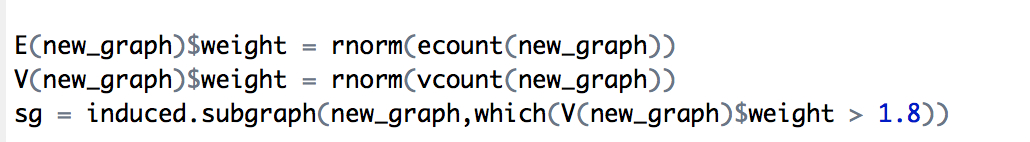 E(new_graph)$weight = rnorm(ecount(new_graph))
V(new_graph)$weight = rnorm(vcount(new_graph))
sg = induced.subgraph(new_graph,which(V(new_graph)$weight > 1.8))